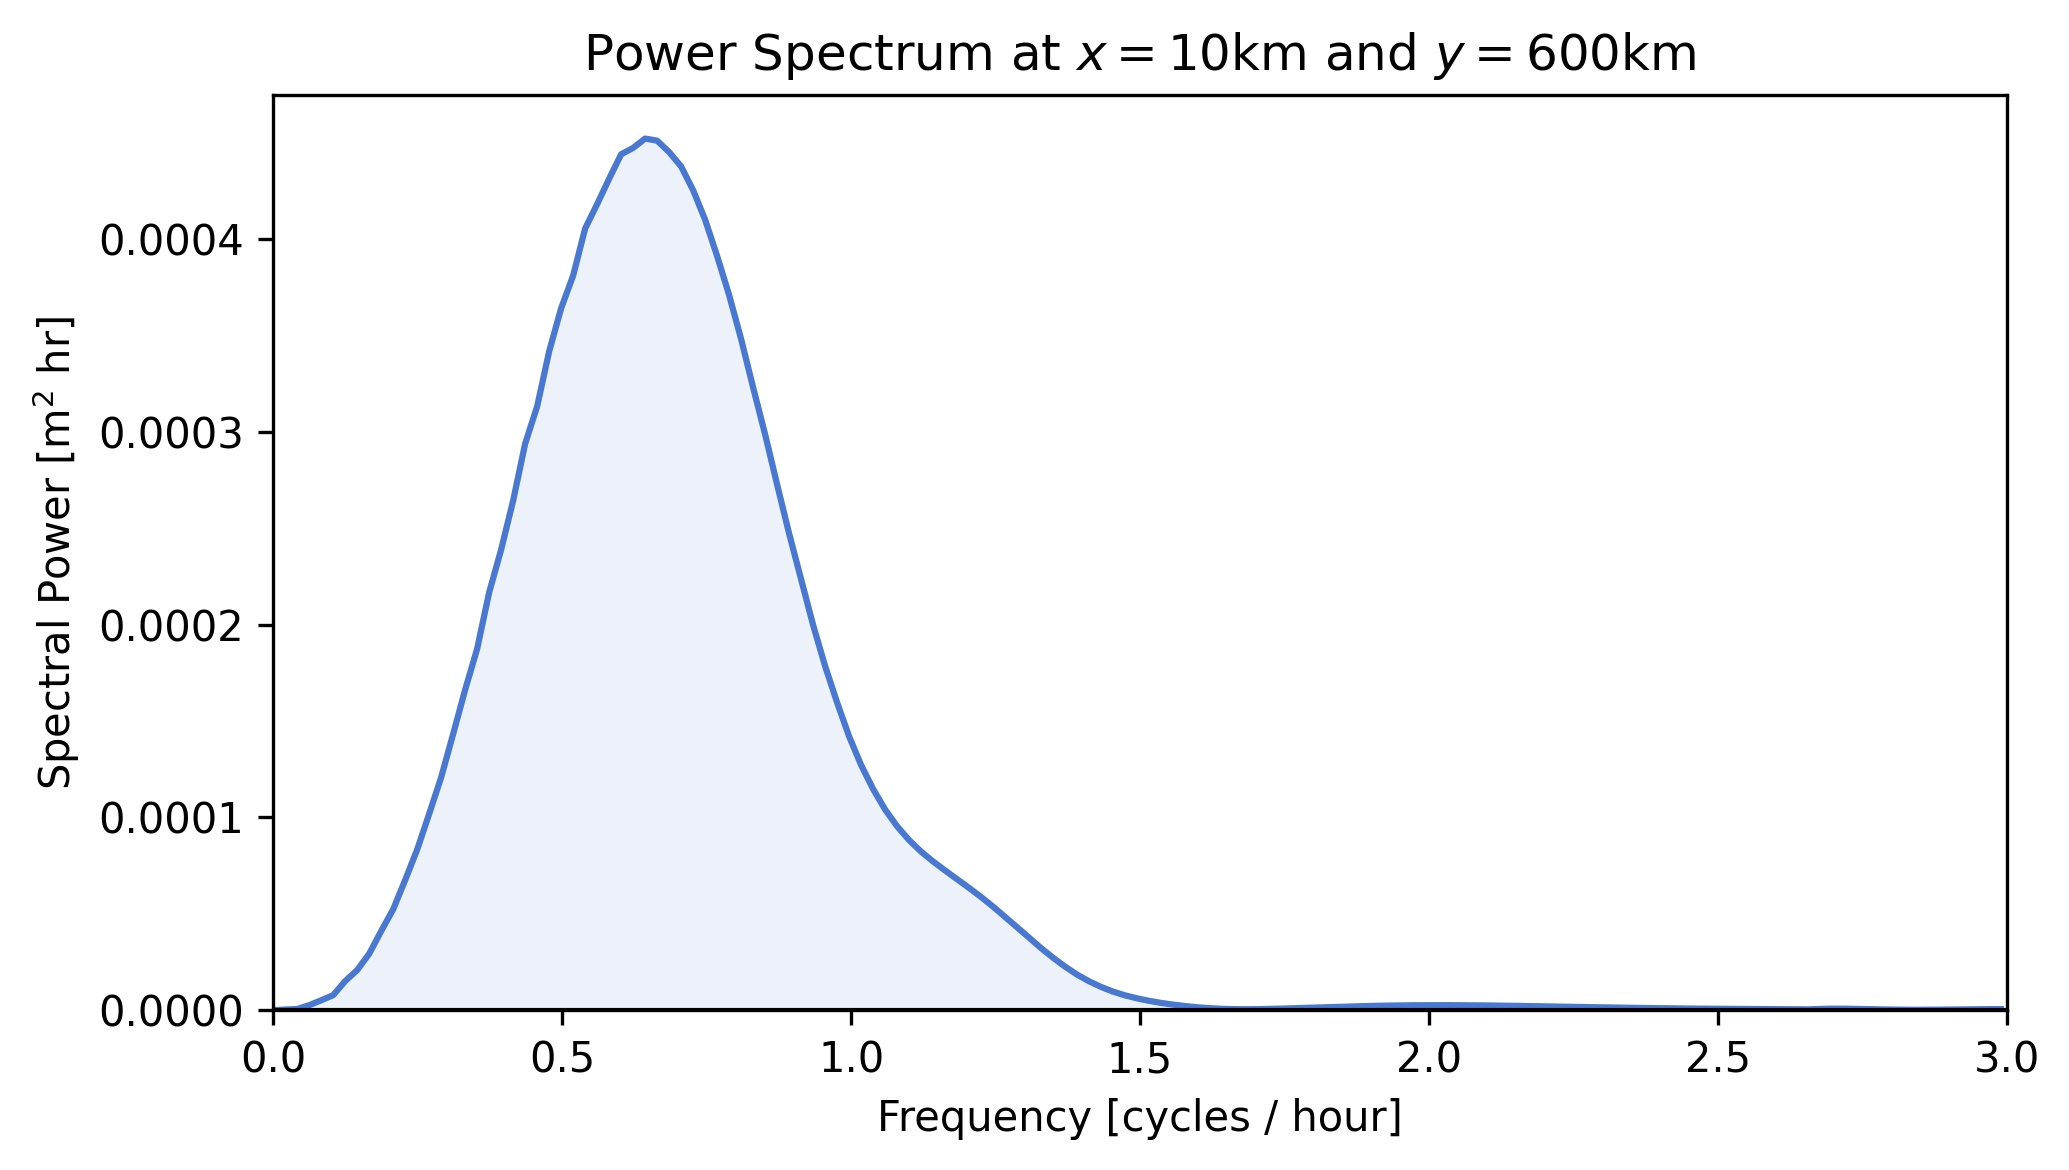 Power Spectrum at x = 10km and y = 600km
Spectral Power [m² hr]
0.0004
0.0003
0.0002
0.0001
0.0000
0.0 0.5 1.0 1.5 2.0 2.5 3.0
Frequency [cycles / hour]